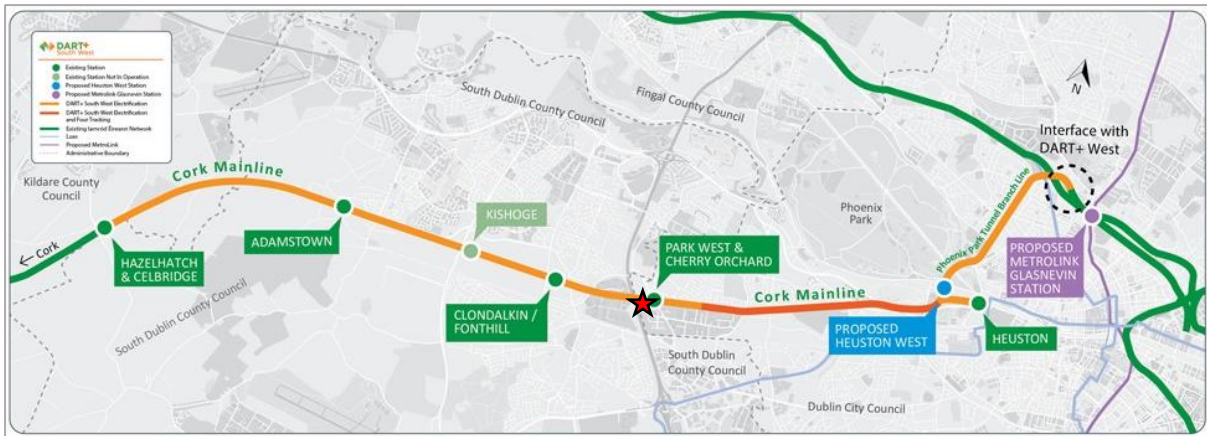 DART+
South West
Existing Station
Existing Station Not In Operation
Proposed Heuston West Station
Proposed Metrolink Glasnevin Station
DART+ South West Electrification
DART+ South West Electrification
and Four Tracking
Existing Iarnród Éireann Network
Luas
Proposed MetroLink
Administrative Boundary
South Dublin County Council
Fingal County Council
N
Interface with
DART+ West
Kildare County
Council
Cork Mainline
Phoenix
Park
Phoenix Park Tunnel Branch Line
KISHOGE
← Cork
HAZELHATCH
& CELBRIDGE
ADAMSTOWN
PARK WEST &
CHERRY ORCHARD
PROPOSED
METROLINK
GLASNEVIN
STATION
South Dublin County Council
CLONDALKIN /
FONTHILL
Cork Mainline
PROPOSED
HEUSTON WEST
HEUSTON
South Dublin
County Council
Dublin City Council